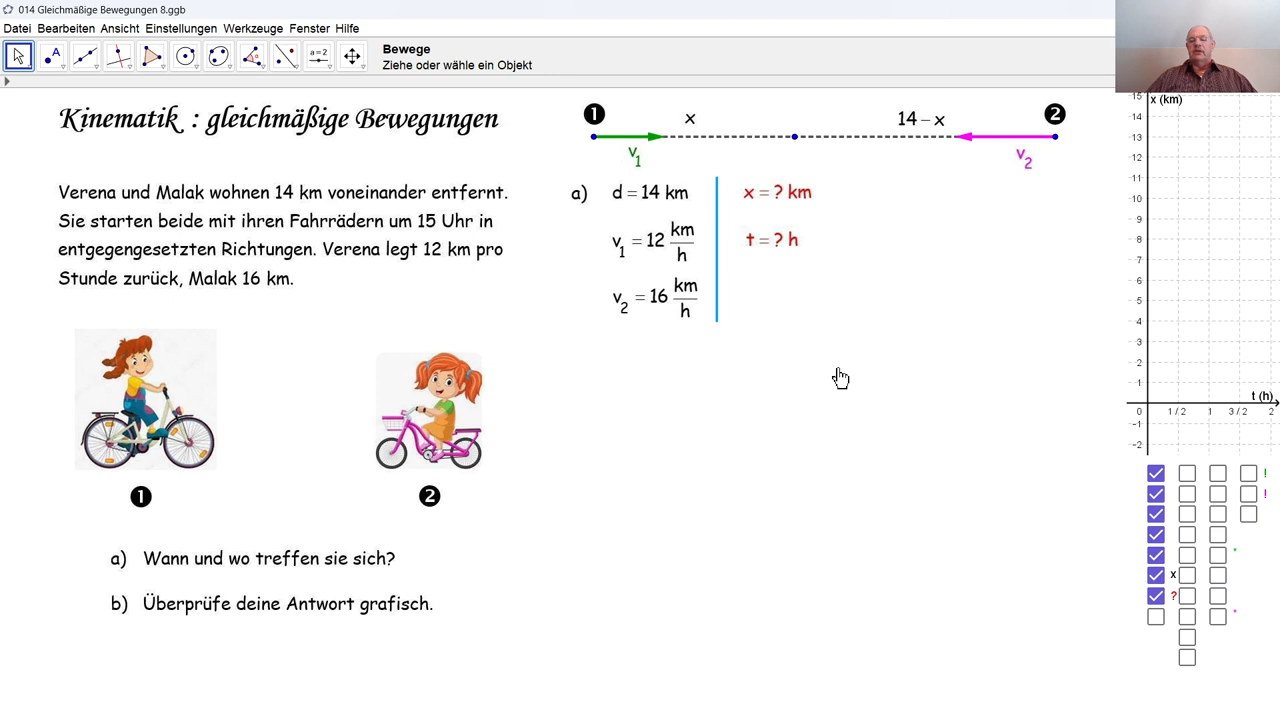 014 Gleichmäßige Bewegungen 8.ggb
Datei Bearbeiten Ansicht Einstellungen Werkzeuge Fenster Hilfe
A
a=2
Bewege
Ziehe oder wähle ein Objekt
Kinematik : gleichmäßige Bewegungen
Verena und Malak wohnen 14 km voneinander entfernt.
Sie starten beide mit ihren Fahrrädern um 15 Uhr in
entgegengesetzten Richtungen. Verena legt 12 km pro
Stunde zurück, Malak 16 km.
❶ ❷
a) Wann und wo treffen sie sich?
b) Überprüfe deine Antwort grafisch.
❶ x 14 – x ❷
v1 v2
a) d = 14 km x = ? km
v1 = 12 km/h t = ? h
v2 = 16 km/h
x (km)
15
14
13
12
11
10
9
8
7
6
5
4
3
2
1
t (h)
0 1 / 2 1 3 / 2 2
–1
–2
!
!
x
?